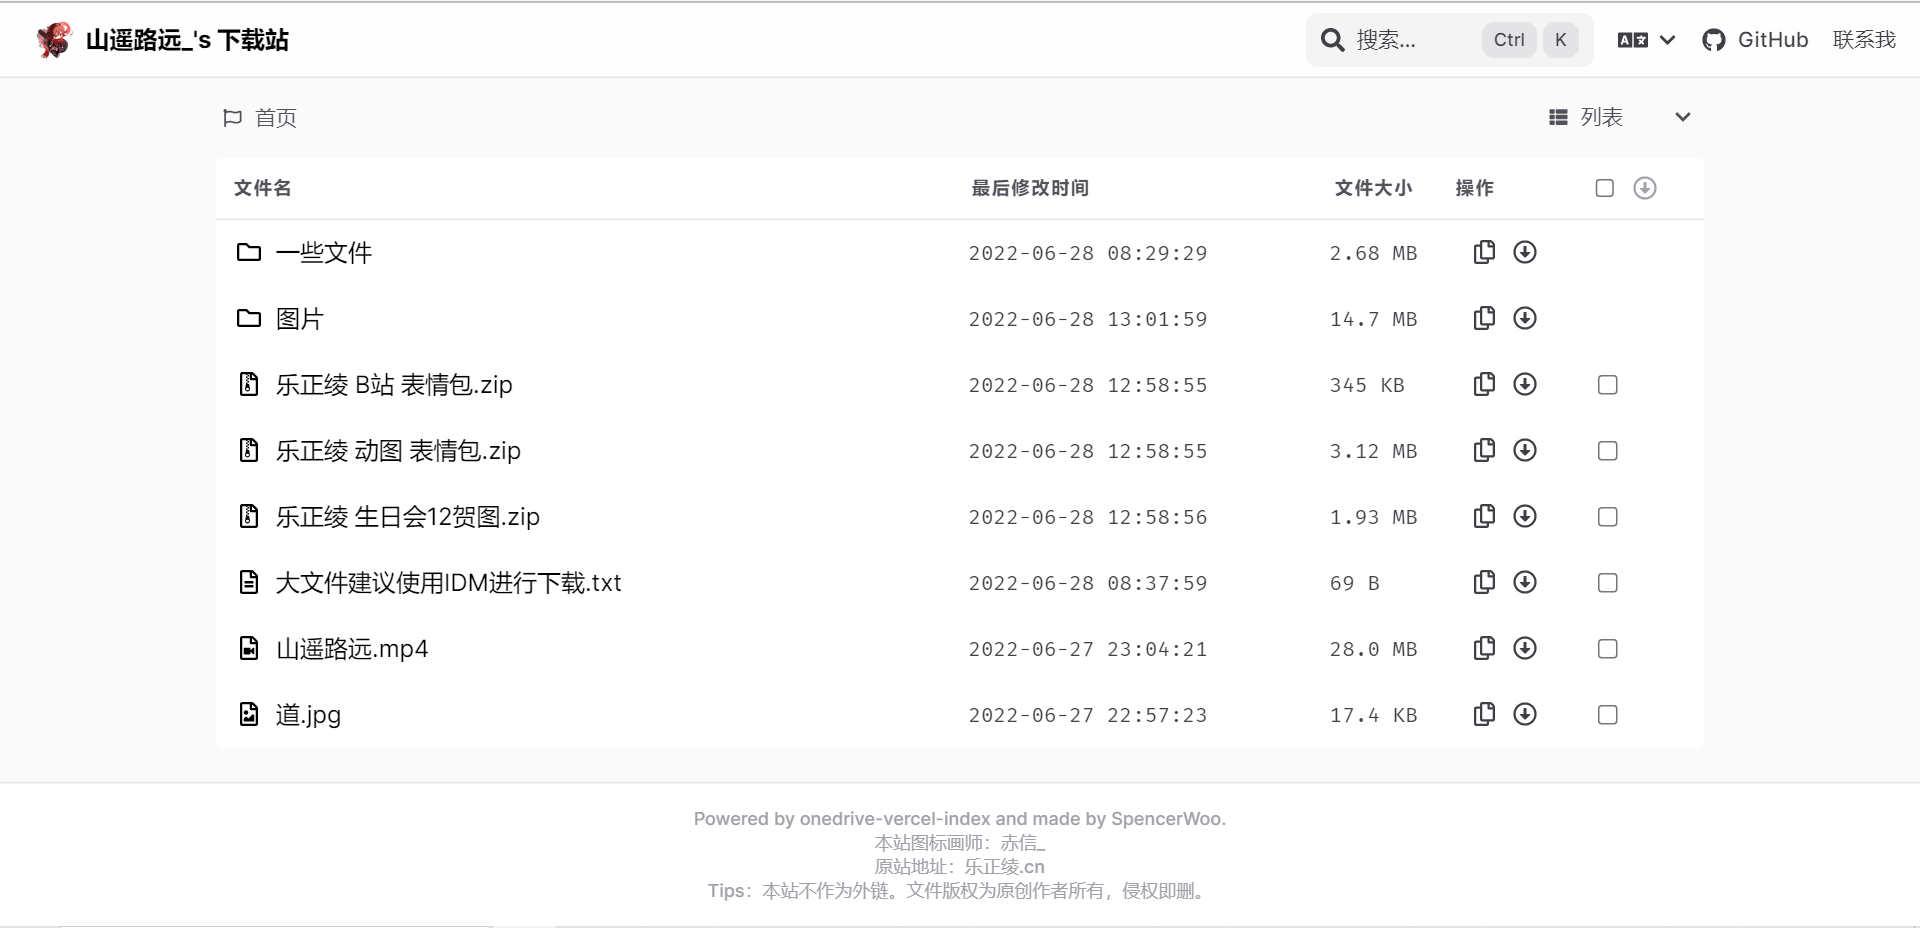 山遥路远_'s 下载站
搜索... Ctrl K
GitHub
联系我
首页
列表
文件名 最后修改时间 文件大小 操作
一些文件 2022-06-28 08:29:29 2.68 MB
图片 2022-06-28 13:01:59 14.7 MB
乐正绫 B站 表情包.zip 2022-06-28 12:58:55 345 KB
乐正绫 动图 表情包.zip 2022-06-28 12:58:55 3.12 MB
乐正绫 生日会12贺图.zip 2022-06-28 12:58:56 1.93 MB
大文件建议使用IDM进行下载.txt 2022-06-28 08:37:59 69 B
山遥路远.mp4 2022-06-27 23:04:21 28.0 MB
道.jpg 2022-06-27 22:57:23 17.4 KB
Powered by onedrive-vercel-index and made by SpencerWoo.
本站图标画师：赤信_
原站地址：乐正绫.cn
Tips：本站不作为外链。文件版权为原创作者所有，侵权即删。